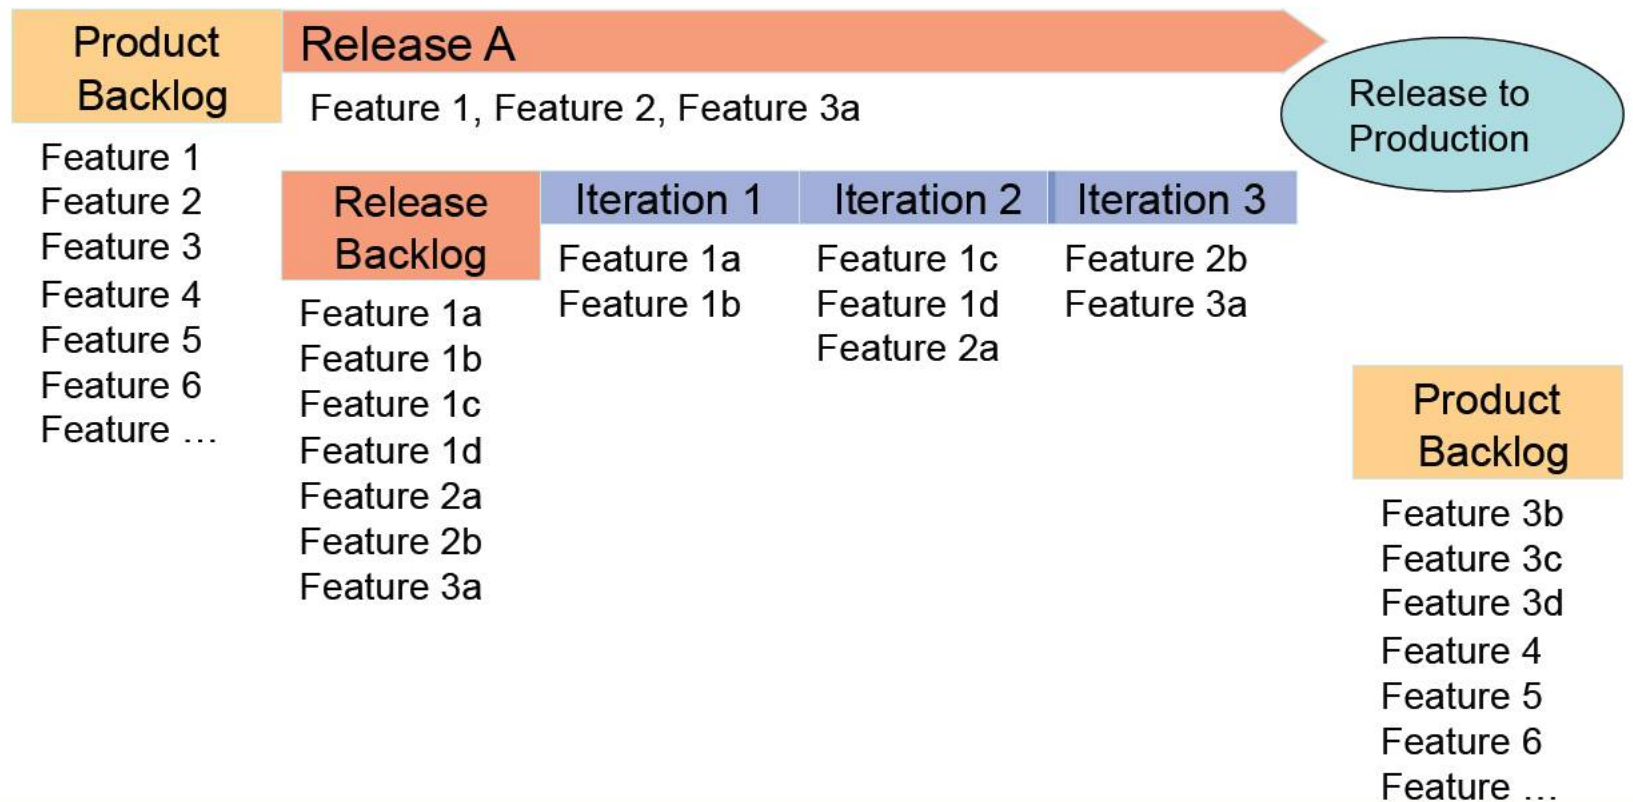 Product
Backlog
Feature 1
Feature 2
Feature 3
Feature 4
Feature 5
Feature 6
Feature …
Release A
Feature 1, Feature 2, Feature 3a
Release
Backlog
Feature 1a
Feature 1b
Feature 1c
Feature 1d
Feature 2a
Feature 2b
Feature 3a
Iteration 1
Feature 1a
Feature 1b
Iteration 2
Feature 1c
Feature 1d
Feature 2a
Iteration 3
Feature 2b
Feature 3a
Release to
Production
Product
Backlog
Feature 3b
Feature 3c
Feature 3d
Feature 4
Feature 5
Feature 6
Feature …